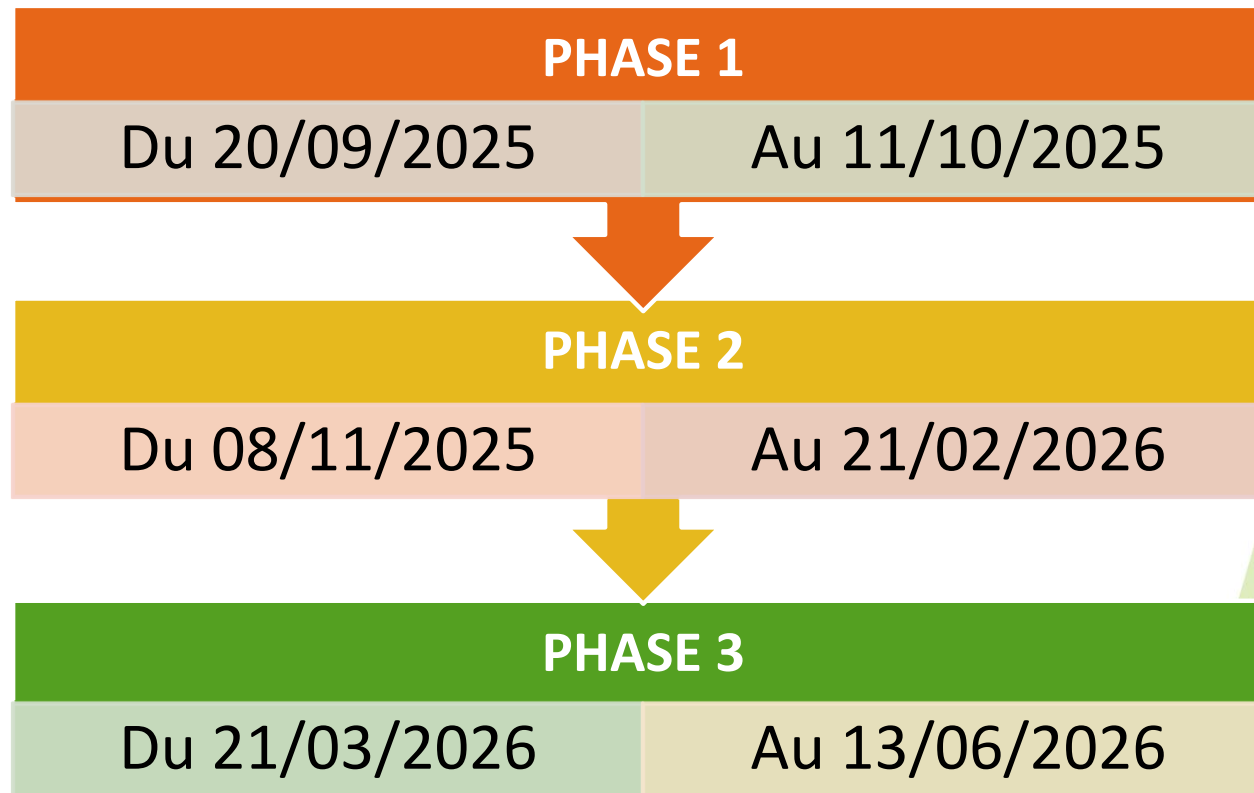 PHASE 1
Du 20/09/2025 Au 11/10/2025
PHASE 2
Du 08/11/2025 Au 21/02/2026
PHASE 3
Du 21/03/2026 Au 13/06/2026